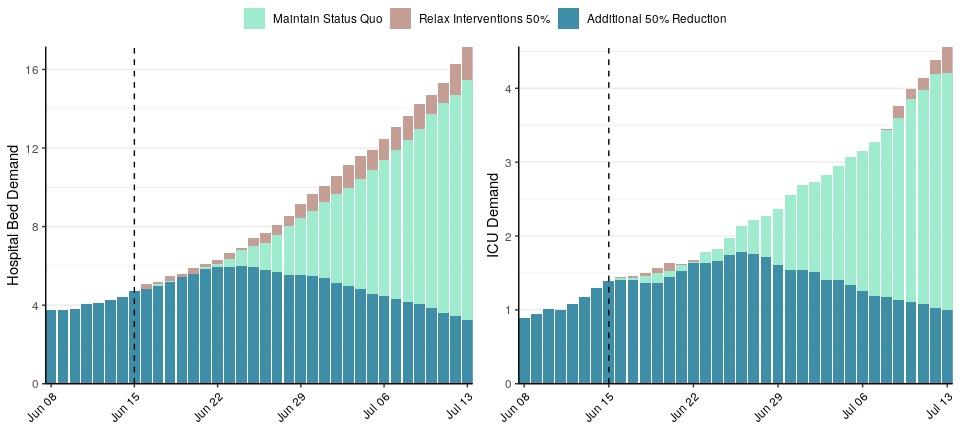 Maintain Status Quo Relax Interventions 50% Additional 50% Reduction
Hospital Bed Demand
16
12
8
4
0
Jun 08 Jun 15 Jun 22 Jun 29 Jul 06 Jul 13
ICU Demand
4
3
2
1
0
Jun 08 Jun 15 Jun 22 Jun 29 Jul 06 Jul 13